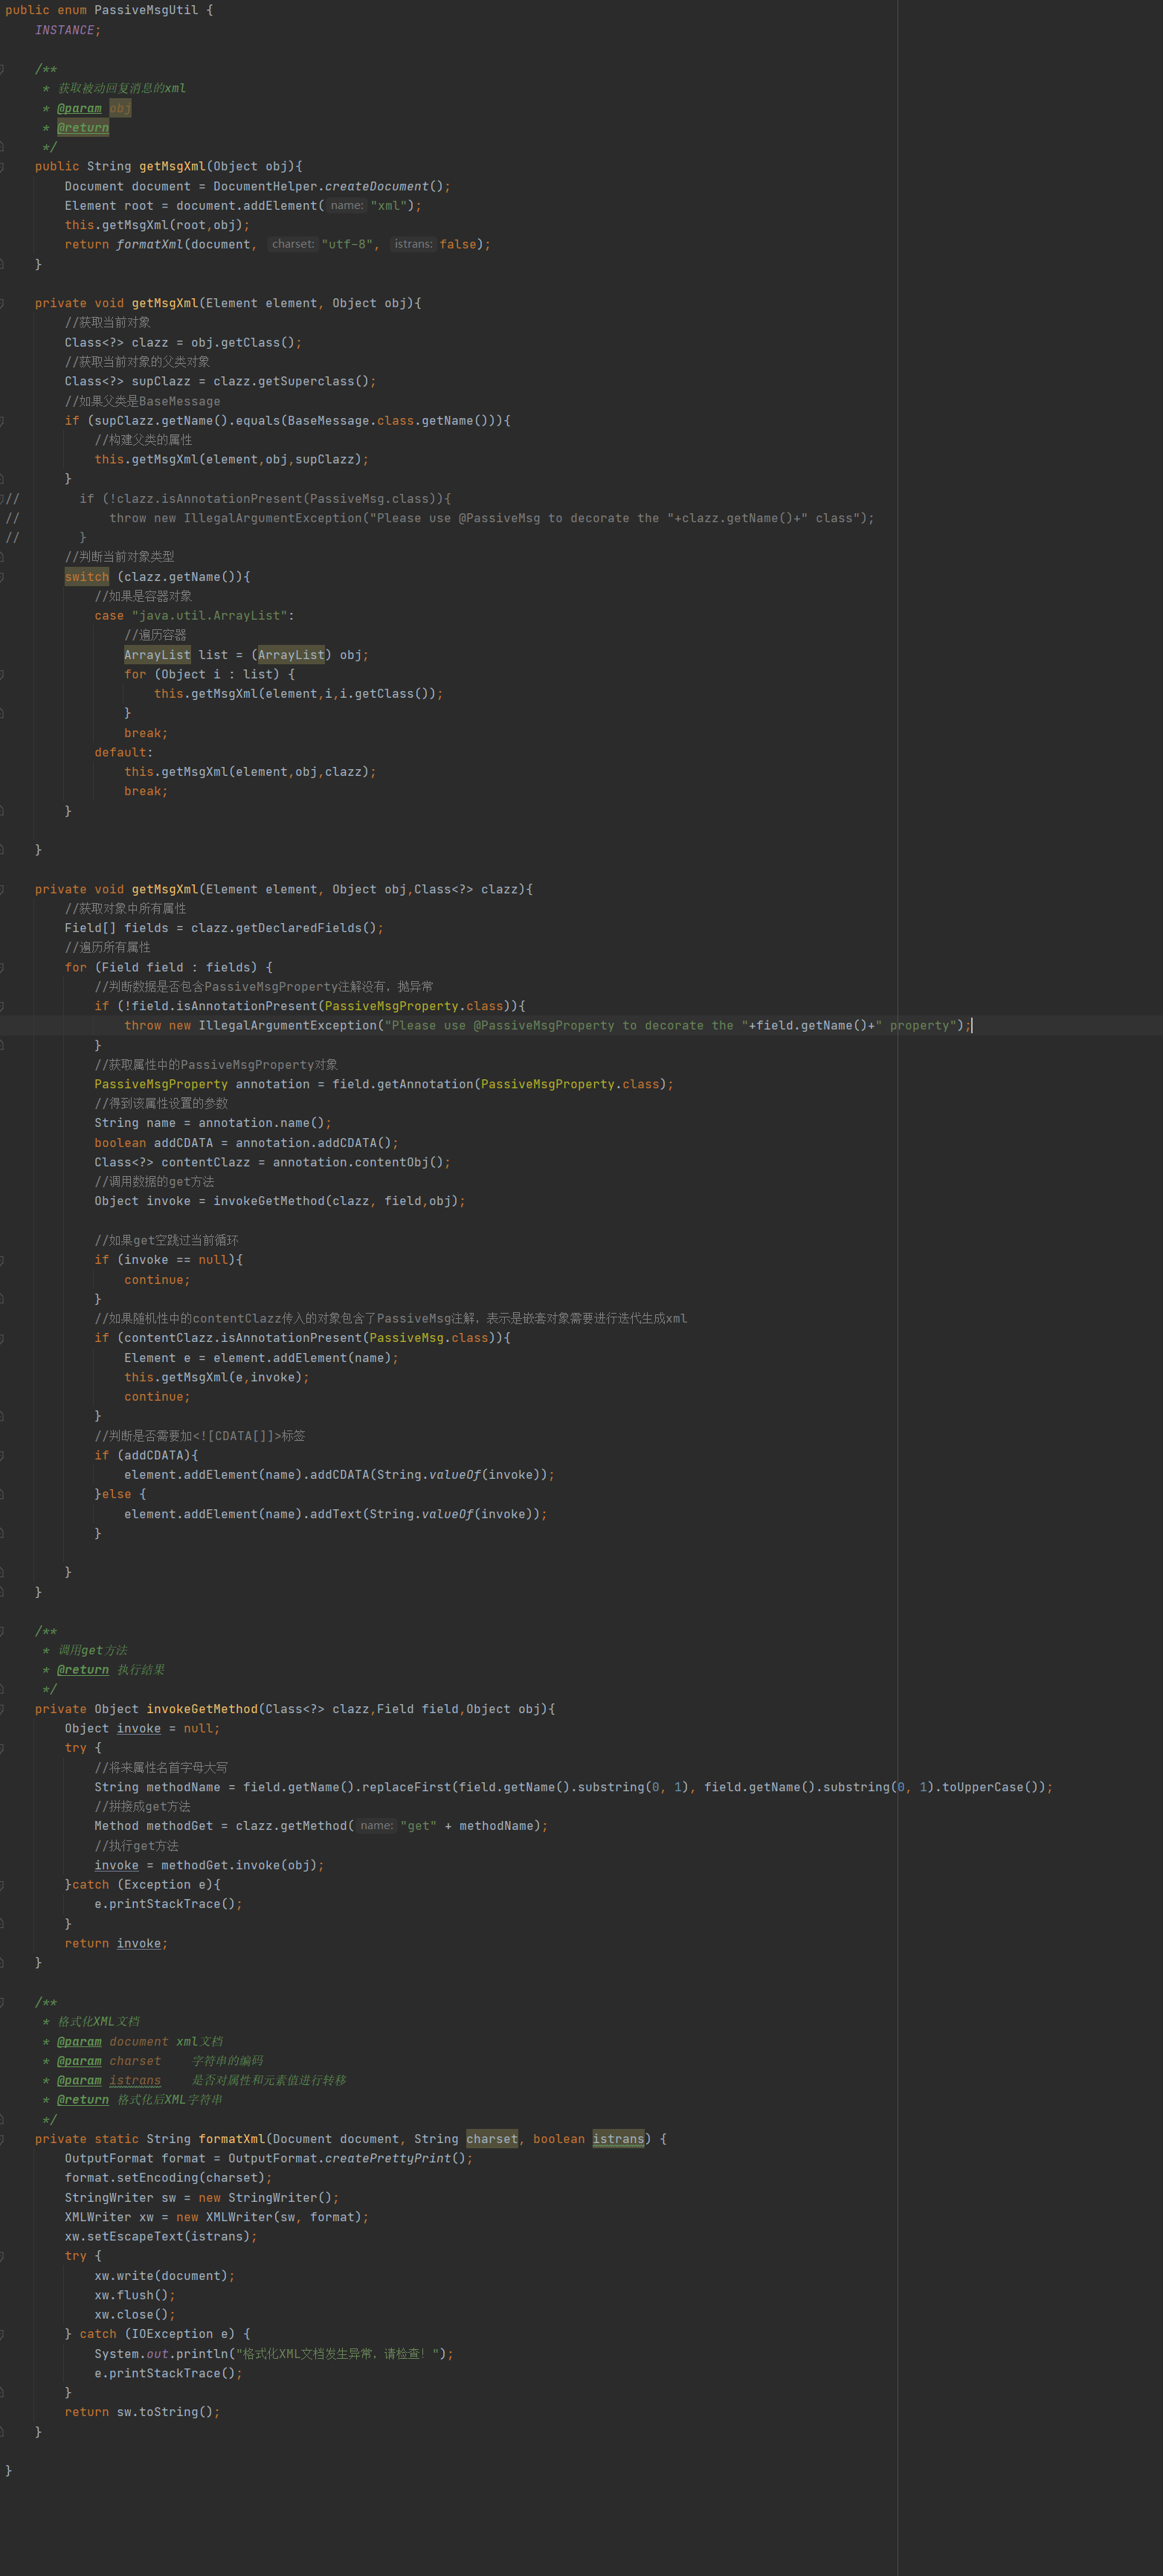 public enum PassiveMsgUtil {
    INSTANCE;

    /**
     * 获取被动回复消息的xml
     * @param obj
     * @return
     */
    public String getMsgXml(Object obj){
        Document document = DocumentHelper.createDocument();
        Element root = document.addElement( name: "xml");
        this.getMsgXml(root,obj);
        return formatXml(document, charset: "utf-8", istrans: false);
    }

    private void getMsgXml(Element element, Object obj){
        //获取当前对象
        Class<?> clazz = obj.getClass();
        //获取当前对象的父类对象
        Class<?> supClazz = clazz.getSuperclass();
        //如果父类是BaseMessage
        if (supClazz.getName().equals(BaseMessage.class.getName())){
            //构建父类的属性
            this.getMsgXml(element,obj,supClazz);
        }
//        if (!clazz.isAnnotationPresent(PassiveMsg.class)){
//            throw new IllegalArgumentException("Please use @PassiveMsg to decorate the "+clazz.getName()+" class");
//        }
        //判断当前对象类型
        switch (clazz.getName()){
            //如果是容器对象
            case "java.util.ArrayList":
                //遍历容器
                ArrayList list = (ArrayList) obj;
                for (Object i : list) {
                    this.getMsgXml(element,i,i.getClass());
                }
                break;
            default:
                this.getMsgXml(element,obj,clazz);
                break;
        }

    }

    private void getMsgXml(Element element, Object obj,Class<?> clazz){
        //获取对象中所有属性
        Field[] fields = clazz.getDeclaredFields();
        //遍历所有属性
        for (Field field : fields) {
            //判断数据是否包含PassiveMsgProperty注解没有，抛异常
            if (!field.isAnnotationPresent(PassiveMsgProperty.class)){
                throw new IllegalArgumentException("Please use @PassiveMsgProperty to decorate the "+field.getName()+" property");
            }
            //获取属性中的PassiveMsgProperty对象
            PassiveMsgProperty annotation = field.getAnnotation(PassiveMsgProperty.class);
            //得到该属性设置的参数
            String name = annotation.name();
            boolean addCDATA = annotation.addCDATA();
            Class<?> contentClazz = annotation.contentObj();
            //调用数据的get方法
            Object invoke = invokeGetMethod(clazz, field,obj);

            //如果get空跳过当前循环
            if (invoke == null){
                continue;
            }
            //如果随机性中的contentClazz传入的对象包含了PassiveMsg注解，表示是嵌套对象需要进行迭代生成xml
            if (contentClazz.isAnnotationPresent(PassiveMsg.class)){
                Element e = element.addElement(name);
                this.getMsgXml(e,invoke);
                continue;
            }
            //判断是否需要加<![CDATA[]]>标签
            if (addCDATA){
                element.addElement(name).addCDATA(String.valueOf(invoke));
            }else {
                element.addElement(name).addText(String.valueOf(invoke));
            }

        }
    }

    /**
     * 调用get方法
     * @return 执行结果
     */
    private Object invokeGetMethod(Class<?> clazz,Field field,Object obj){
        Object invoke = null;
        try {
            //将来属性名首字母大写
            String methodName = field.getName().replaceFirst(field.getName().substring(0, 1), field.getName().substring(0, 1).toUpperCase());
            //拼接成get方法
            Method methodGet = clazz.getMethod( name: "get" + methodName);
            //执行get方法
            invoke = methodGet.invoke(obj);
        }catch (Exception e){
            e.printStackTrace();
        }
        return invoke;
    }

    /**
     * 格式化XML文档
     * @param document xml文档
     * @param charset    字符串的编码
     * @param istrans    是否对属性和元素值进行转移
     * @return 格式化后XML字符串
     */
    private static String formatXml(Document document, String charset, boolean istrans) {
        OutputFormat format = OutputFormat.createPrettyPrint();
        format.setEncoding(charset);
        StringWriter sw = new StringWriter();
        XMLWriter xw = new XMLWriter(sw, format);
        xw.setEscapeText(istrans);
        try {
            xw.write(document);
            xw.flush();
            xw.close();
        } catch (IOException e) {
            System.out.println("格式化XML文档发生异常，请检查！");
            e.printStackTrace();
        }
        return sw.toString();
    }

}